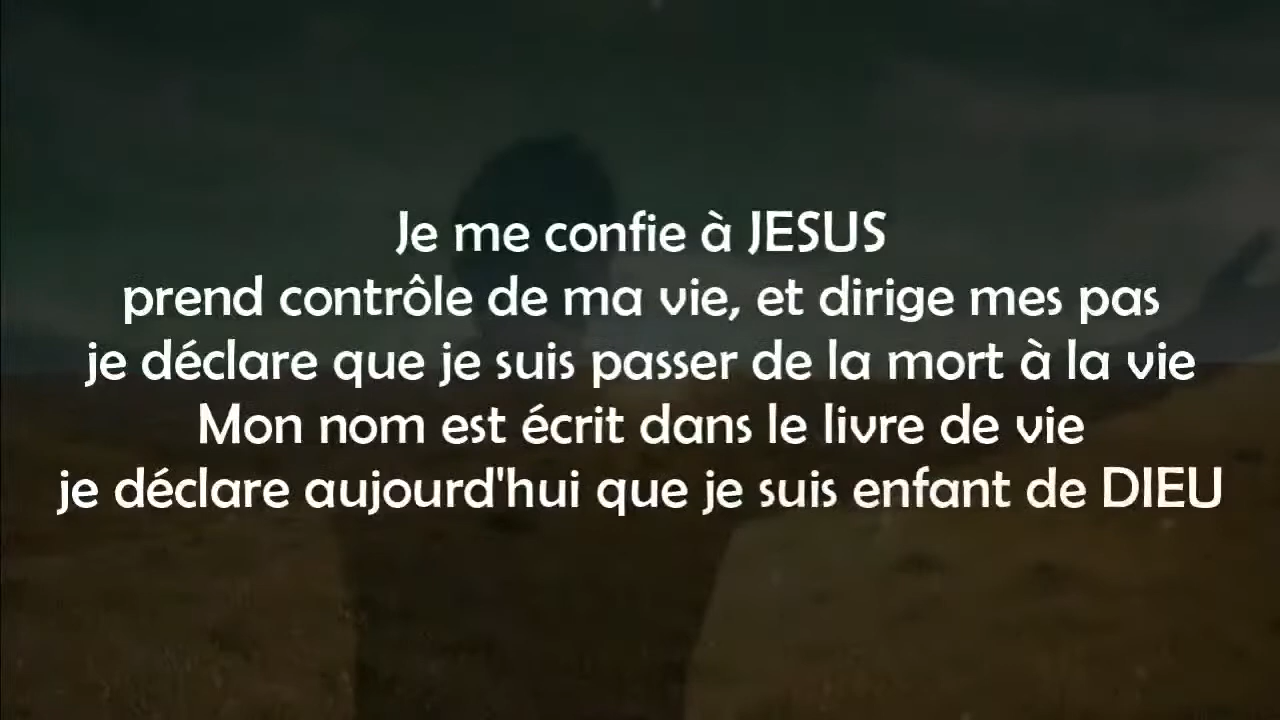 Je me confie à JESUS
prend contrôle de ma vie, et dirige mes pas
je déclare que je suis passer de la mort à la vie
Mon nom est écrit dans le livre de vie
je déclare aujourd'hui que je suis enfant de DIEU